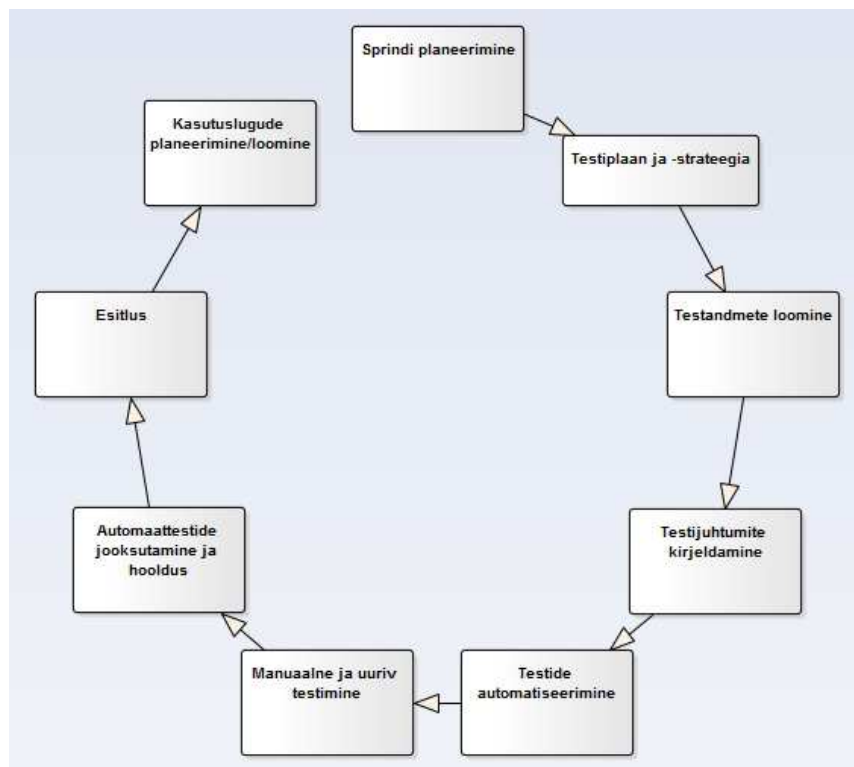 Sprindi planeerimine
Testiplaan ja -strateegia
Testandmete loomine
Testijuhtumite
kirjeldamine
Testide
automatiseerimine
Manuaalne ja uuriv
testimine
Automaattestide
jooksutamine ja
hooldus
Esitlus
Kasutuslugude
planeerimine/loomine